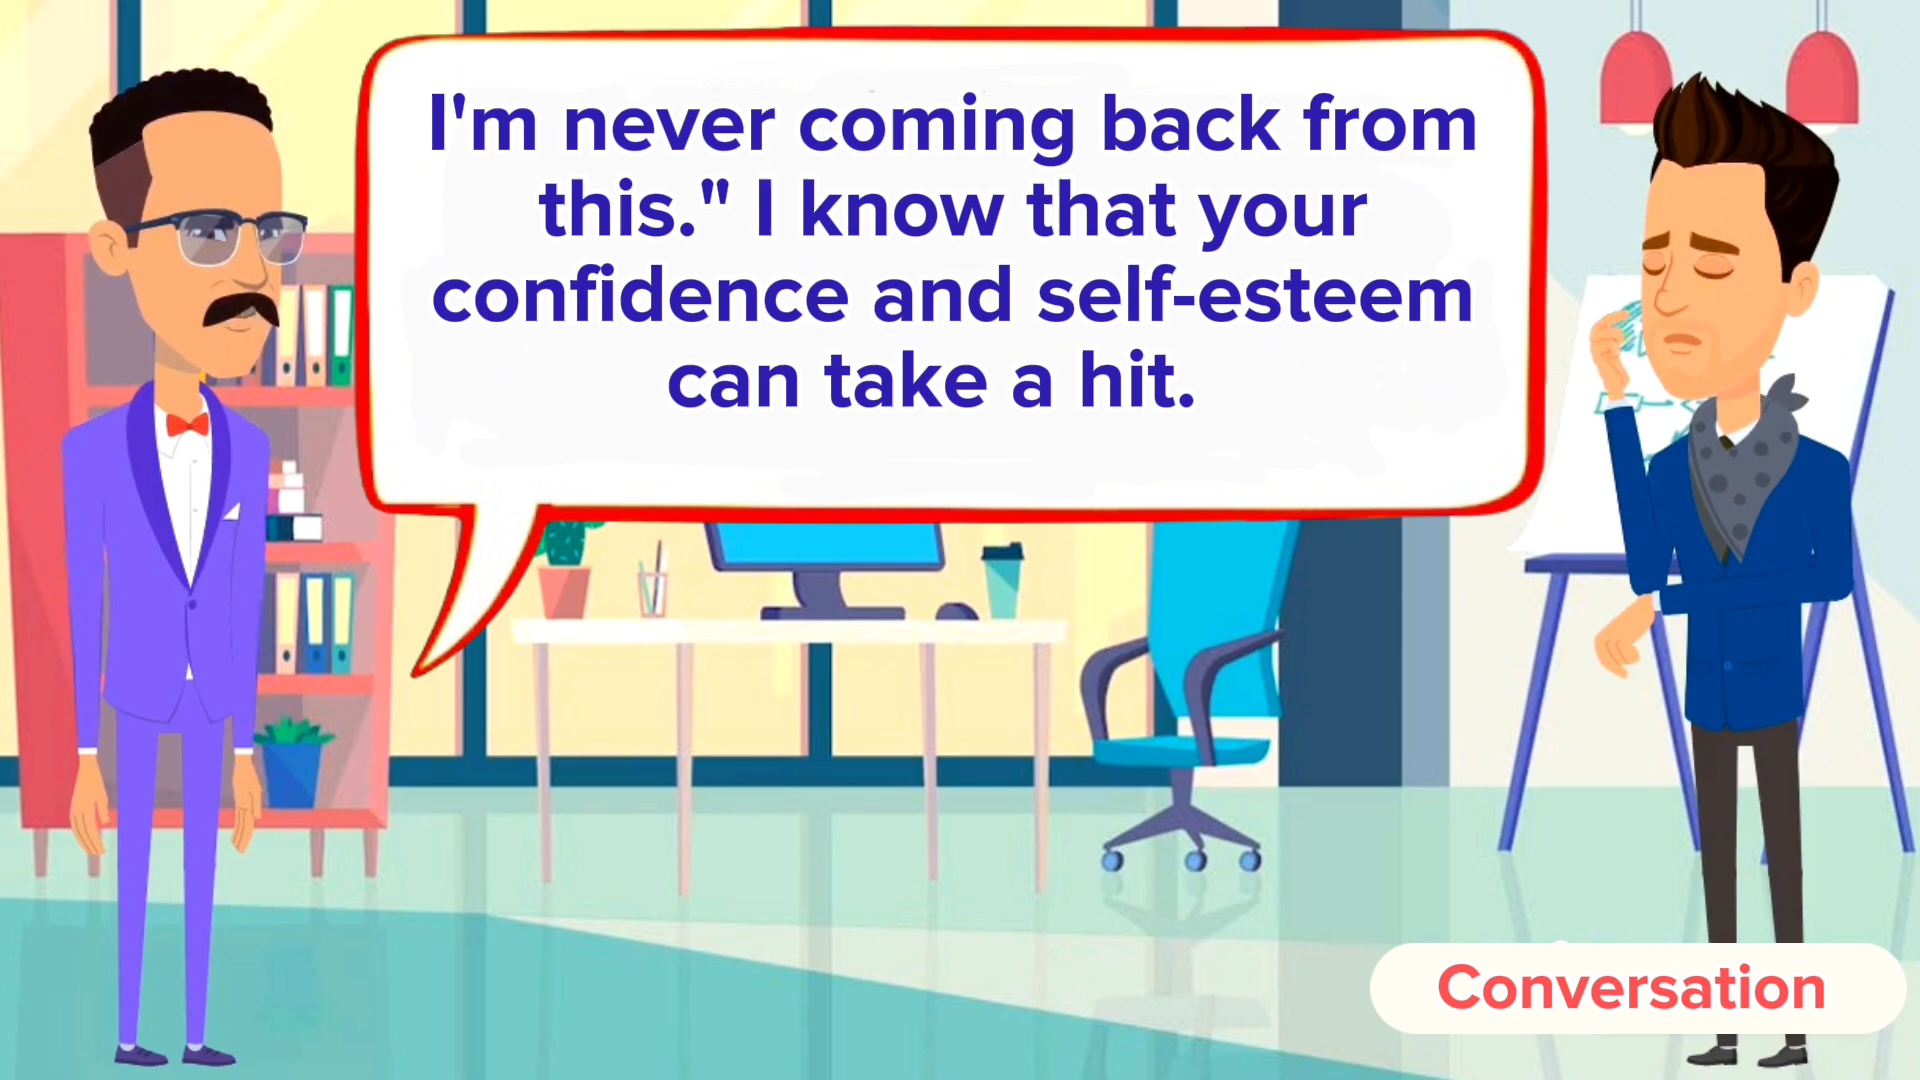 I'm never coming back from
this." I know that your
confidence and self-esteem
can take a hit.
Conversation